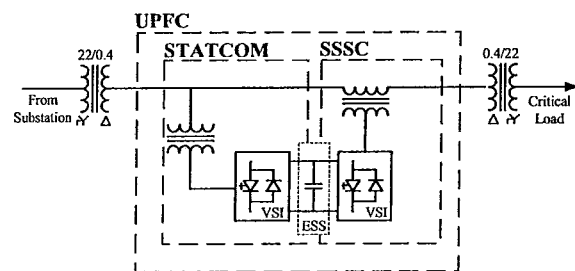 UPFC
STATCOM
SSSC
22/0.4
0.4/22
From
Substation
Critical
Load
Y Δ
Δ Y
VSI
ESS
VSI